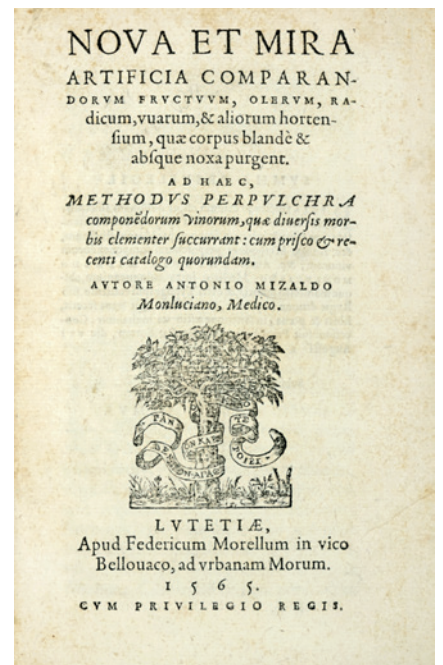 NOVA ET MIRA
ARTIFICIA COMPARAN-
DORVM FRVCTVVM, OLERVM, RA-
dicum, vuarum, & aliorum horten-
sium, quæ corpus blandè &
absque noxa purgent.
AD HAEC,
METHODVS PERPVLCHRA
componẽdorum vinorum, quæ diuersis mor-
bis clementer succurrant: cum prisco & re-
centi catalogo quorundam.
AVTORE ANTONIO MIZALDO
Monluciano, Medico.
ΠΑΝ
LVTETIÆ,
Apud Federicum Morellum in vico
Bellouaco, ad vrbanam Morum.
1565.
CVM PRIVILEGIO REGIS.